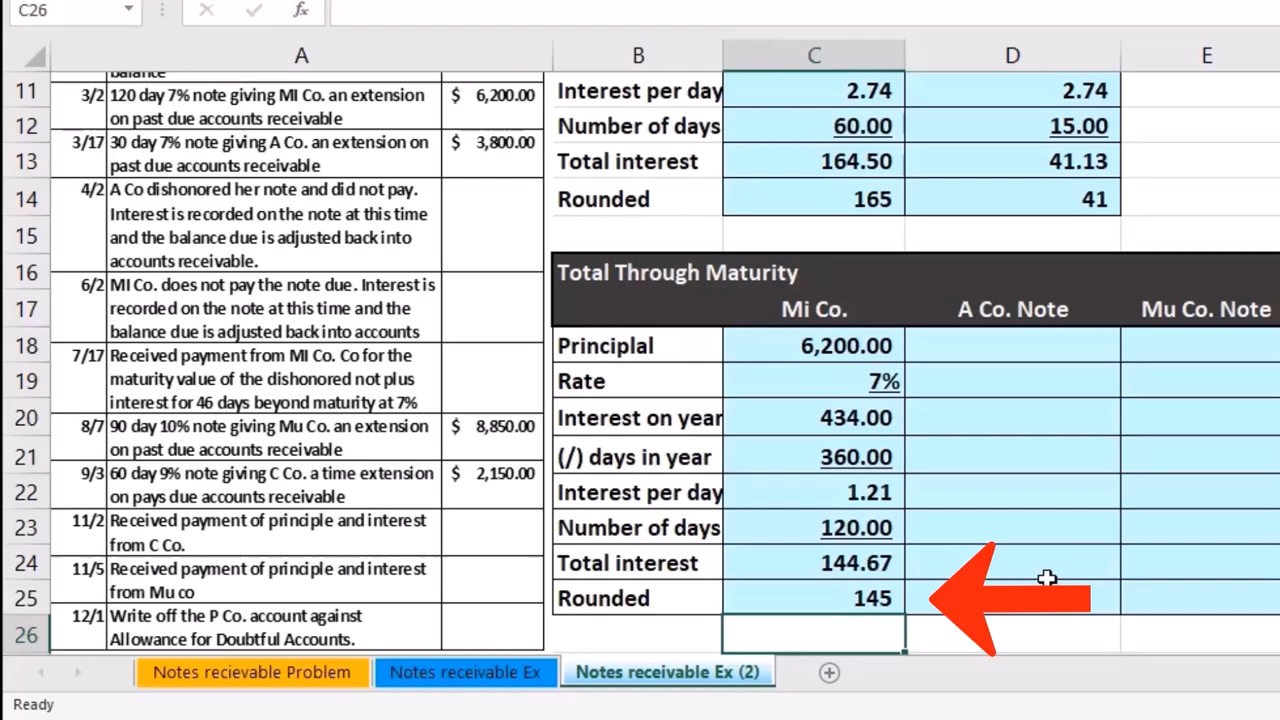 C26
fx
A B C D E
balance
11 Interest per day 2.74 2.74
3/2 120 day 7% note giving MI Co. an extension $ 6,200.00
on past due accounts receivable
12 Number of days 60.00 15.00
3/17 30 day 7% note giving A Co. an extension on $ 3,800.00
past due accounts receivable
13 Total interest 164.50 41.13
4/2 A Co dishonored her note and did not pay.
14 Rounded 165 41
Interest is recorded on the note at this time
15 and the balance due is adjusted back into
accounts receivable.
16 Total Through Maturity
6/2 MI Co. does not pay the note due. Interest is
17 recorded on the note at this time and the Mi Co. A Co. Note Mu Co. Note
balance due is adjusted back into accounts
18 Principlal 6,200.00
7/17 Received payment from MI Co. Co for the
19 maturity value of the dishonored not plus Rate 7%
interest for 46 days beyond maturity at 7%
20 Interest on year 434.00
8/7 90 day 10% note giving Mu Co. an extension $ 8,850.00
on past due accounts receivable
21 (/) days in year 360.00
9/3 60 day 9% note giving C Co. a time extension $ 2,150.00
22 on pays due accounts receivable Interest per day 1.21
11/2 Received payment of principle and interest
23 Number of days 120.00
from C Co.
24 Total interest 144.67
11/5 Received payment of principle and interest
25 from Mu co Rounded 145
12/1 Write off the P Co. account against
26 Allowance for Doubtful Accounts.
Notes recievable Problem Notes receivable Ex Notes receivable Ex (2)
Ready